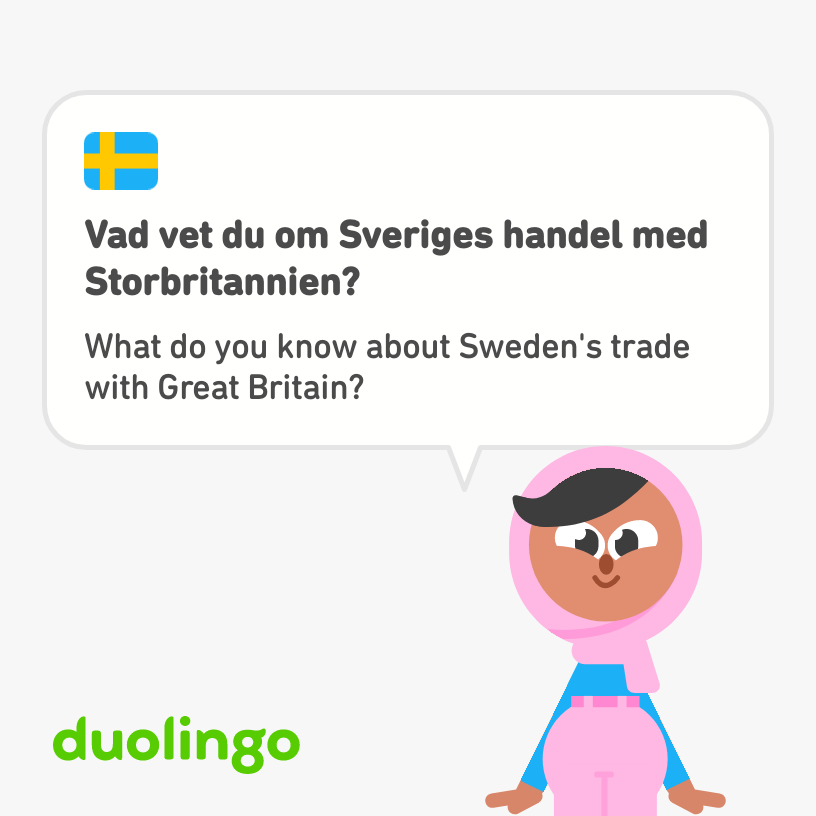 Vad vet du om Sveriges handel med
Storbritannien?
What do you know about Sweden's trade
with Great Britain?
duolingo